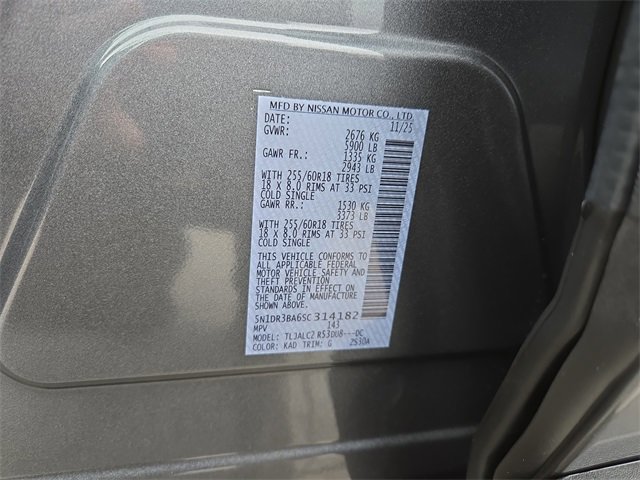 MFD BY NISSAN MOTOR CO., LTD.
DATE: 11/25
GVWR: 2676 KG
5900 LB
GAWR FR.: 1335 KG
2943 LB
WITH 255/60R18 TIRES
18 X 8.0 RIMS AT 33 PSI
COLD SINGLE
GAWR RR.: 1530 KG
3373 LB
WITH 255/60R18 TIRES
18 X 8.0 RIMS AT 33 PSI
COLD SINGLE
THIS VEHICLE CONFORMS TO
ALL APPLICABLE FEDERAL
MOTOR VEHICLE SAFETY AND
THEFT PREVENTION
STANDARDS IN EFFECT ON
THE DATE OF MANUFACTURE
SHOWN ABOVE.
5N1DR3BA6SC314182
MPV 143
MODEL: TL3ALC2 R53DU8---DC
COLOR: KAD TRIM: G 2530A